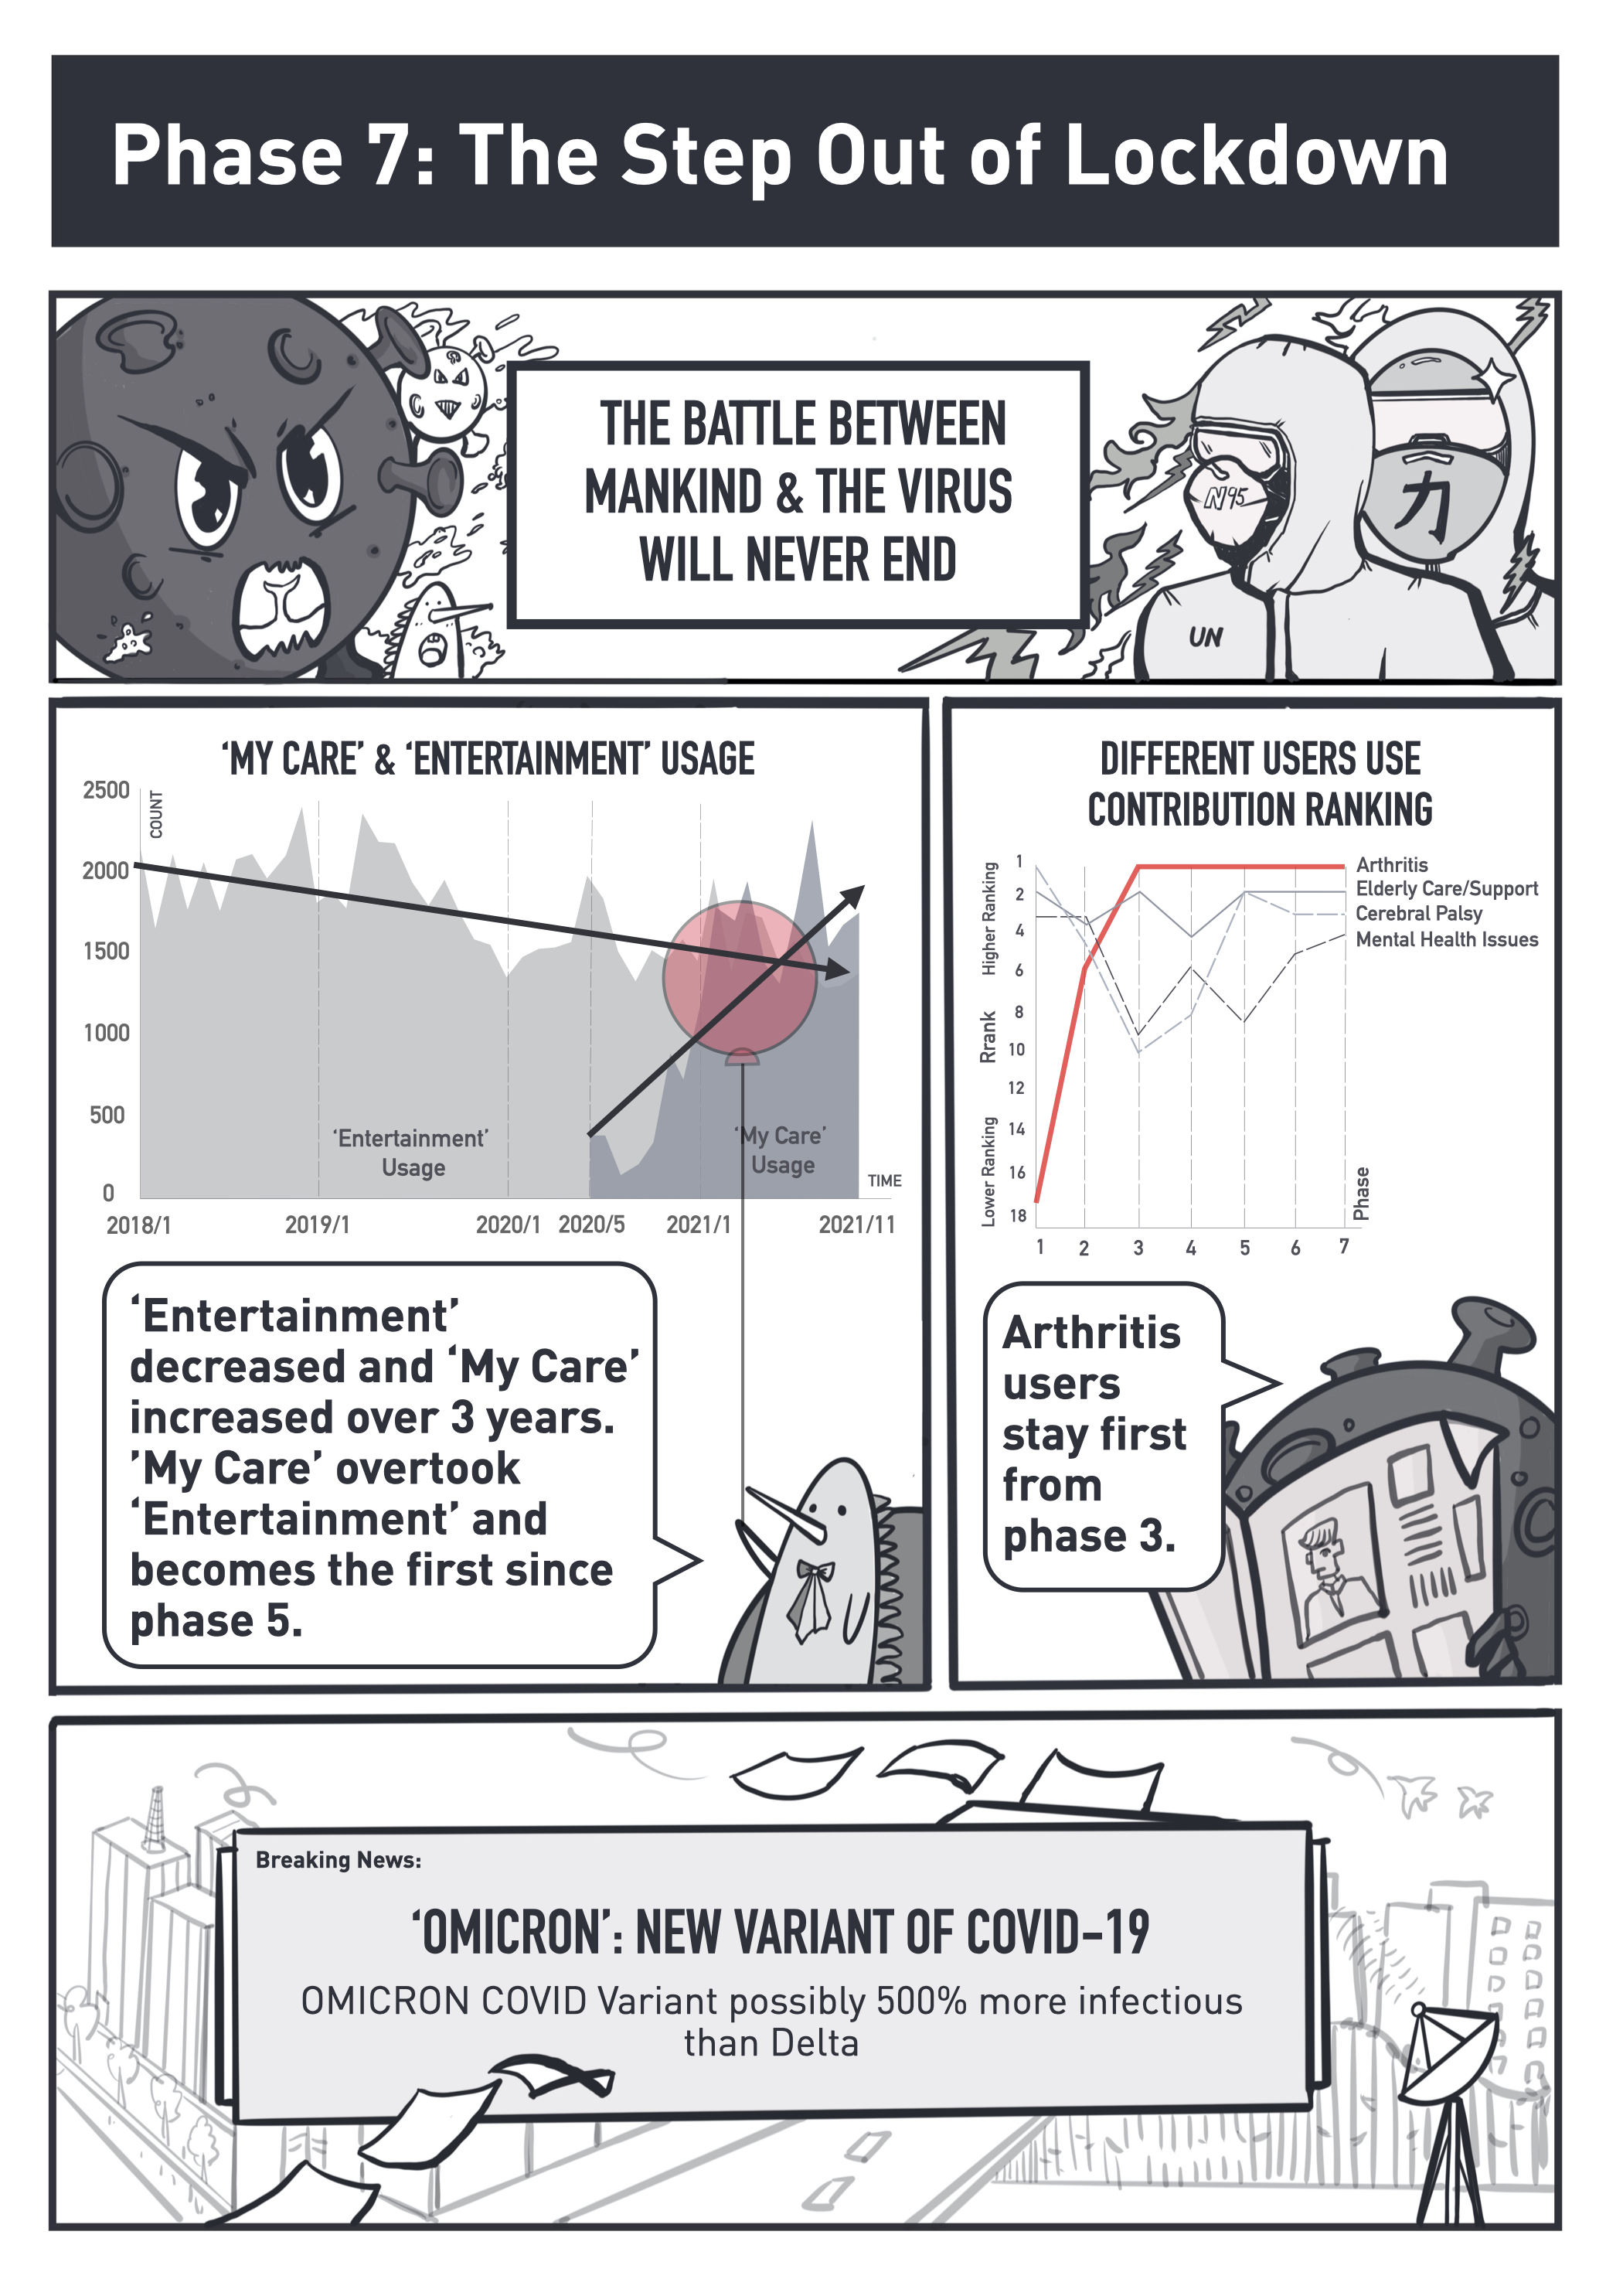 Phase 7: The Step Out of Lockdown
THE BATTLE BETWEEN
MANKIND & THE VIRUS
WILL NEVER END
N95
力
UN
‘MY CARE’ & ‘ENTERTAINMENT’ USAGE
2500
COUNT
2000
1500
1000
500
0
‘Entertainment’
Usage
‘My Care’
Usage
TIME
2018/1
2019/1
2020/1
2020/5
2021/1
2021/11
‘Entertainment’
decreased and ‘My Care’
increased over 3 years.
’My Care’ overtook
‘Entertainment’ and
becomes the first since
phase 5.
DIFFERENT USERS USE
CONTRIBUTION RANKING
Higher Ranking
Rrank
Lower Ranking
1
2
4
6
8
10
12
14
16
18
Arthritis
Elderly Care/Support
Cerebral Palsy
Mental Health Issues
Phase
1
2
3
4
5
6
7
Arthritis
users
stay first
from
phase 3.
Breaking News:
‘OMICRON’: NEW VARIANT OF COVID-19
OMICRON COVID Variant possibly 500% more infectious
than Delta